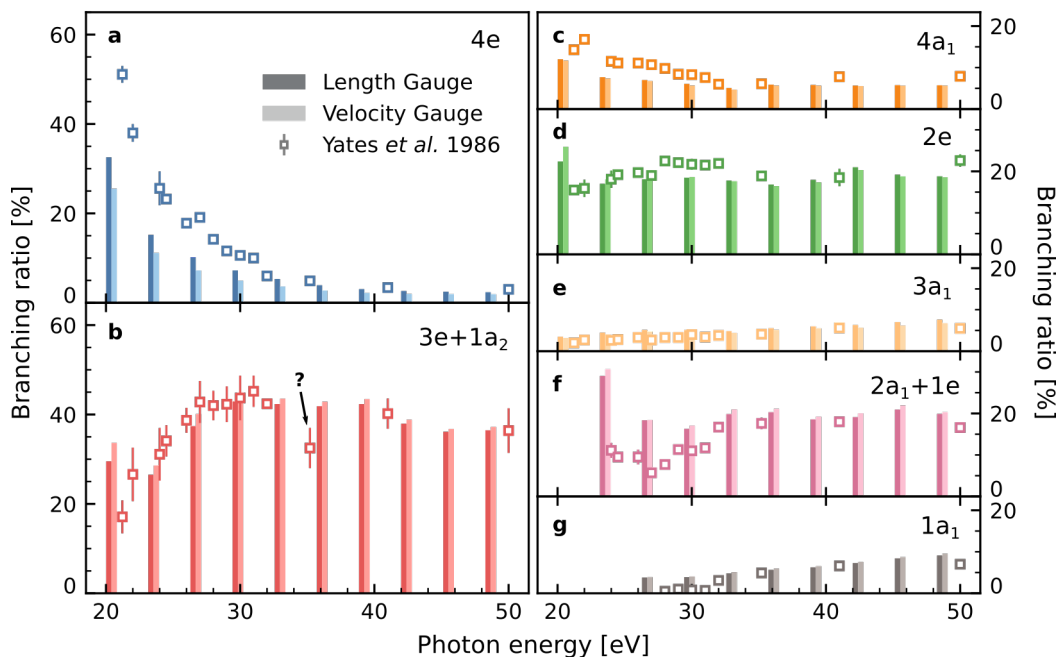 Branching ratio [%]
a
4e
Length Gauge
Velocity Gauge
Yates et al. 1986
60
40
20
0
b
3e+1a₂
?
60
40
20
0
20 30 40 50
c
4a₁
20
0
d
2e
20
0
e
3a₁
20
0
f
2a₁+1e
20
0
g
1a₁
20
0
20 30 40 50
Branching ratio [%]
Photon energy [eV]